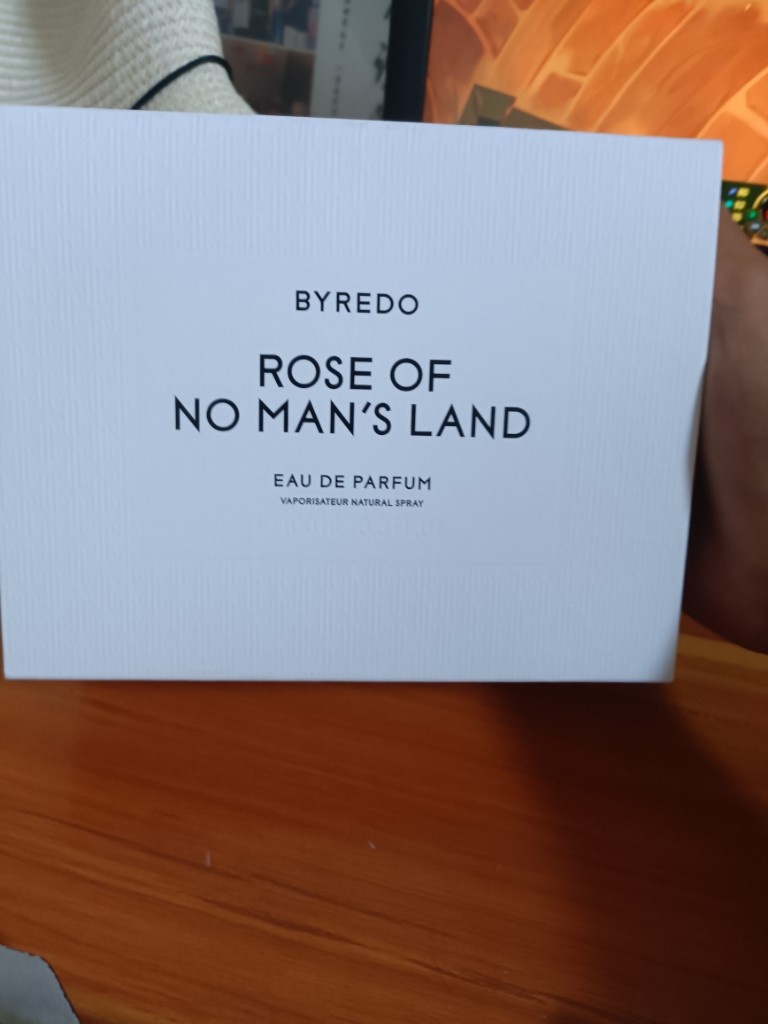 BYREDO
ROSE OF
NO MAN'S LAND
EAU DE PARFUM
VAPORISATEUR NATURAL SPRAY